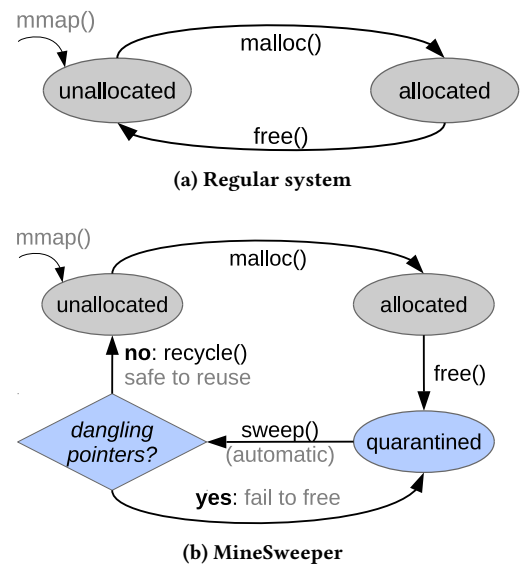 mmap()
malloc()
unallocated
allocated
free()
(a) Regular system
mmap()
malloc()
unallocated
allocated
no: recycle()
safe to reuse
free()
dangling
pointers?
sweep()
(automatic)
quarantined
yes: fail to free
(b) MineSweeper